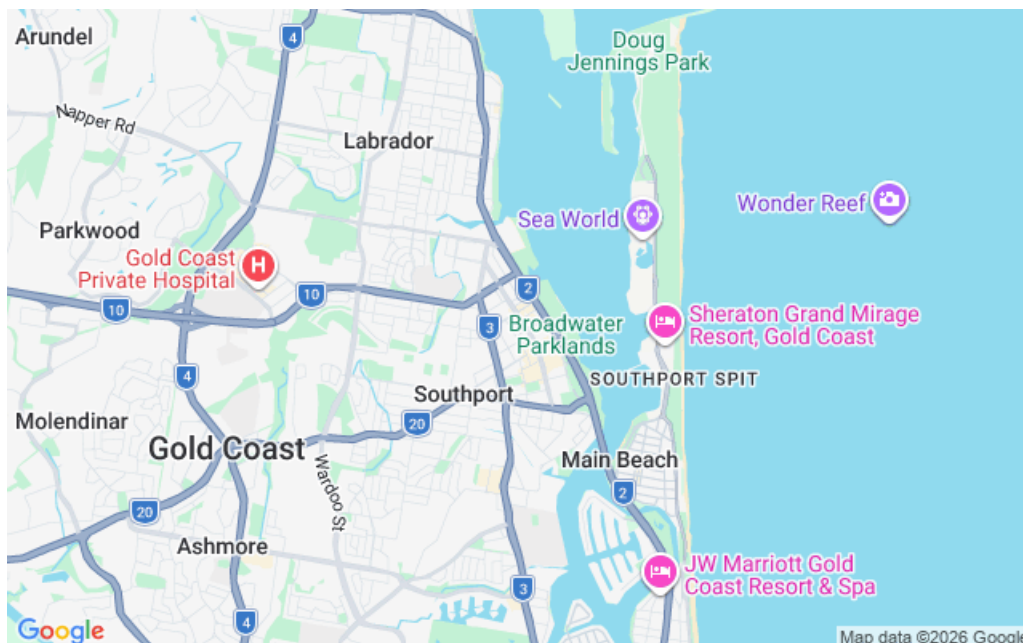 Arundel
4
Doug
Jennings Park
Napper Rd
Labrador
Sea World
Wonder Reef
Parkwood
Gold Coast
Private Hospital
H
10
10
2
3
Broadwater
Parklands
Sheraton Grand Mirage
Resort, Gold Coast
4
SOUTHPORT SPIT
Southport
Molendinar
20
Gold Coast
Main Beach
Wardoo St
2
20
Ashmore
JW Marriott Gold
Coast Resort & Spa
3
4
Google
Map data ©2026 Google